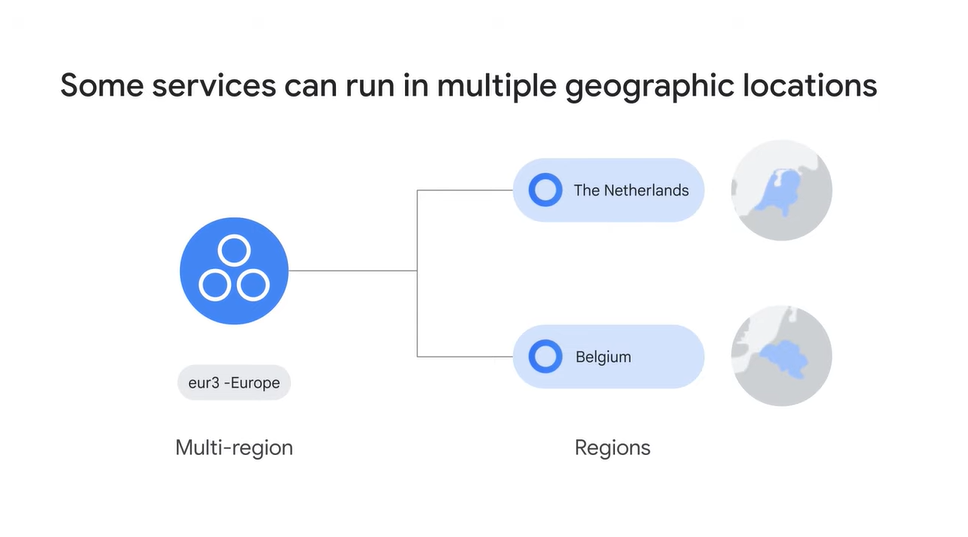 Some services can run in multiple geographic locations
The Netherlands
Belgium
eur3 -Europe
Multi-region
Regions